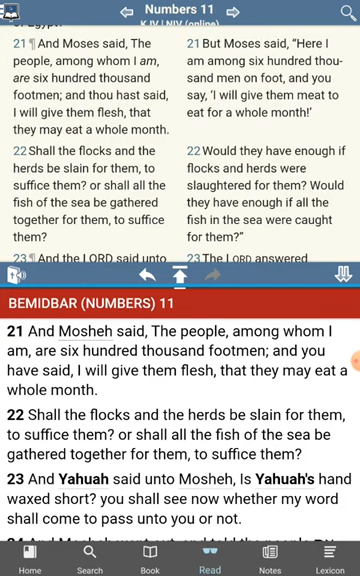 of Egypt.
Numbers 11
KJV | NIV (online)
21 ¶ And Moses said, The
people, among whom I am,
are six hundred thousand
footmen; and thou hast said,
I will give them flesh, that
they may eat a whole month.
22 Shall the flocks and the
herds be slain for them, to
suffice them? or shall all the
fish of the sea be gathered
together for them, to suffice
them?
23 ¶ And the LORD said unto
21 But Moses said, “Here I
am among six hundred thou-
sand men on foot, and you
say, ‘I will give them meat to
eat for a whole month!’
22 Would they have enough if
flocks and herds were
slaughtered for them? Would
they have enough if all the
fish in the sea were caught
for them?”
23 The LORD answered
BEMIDBAR (NUMBERS) 11
21 And Mosheh said, The people, among whom I
am, are six hundred thousand footmen; and you
have said, I will give them flesh, that they may eat a
whole month.
22 Shall the flocks and the herds be slain for them,
to suffice them? or shall all the fish of the sea be
gathered together for them, to suffice them?
23 And Yahuah said unto Mosheh, Is Yahuah's hand
waxed short? you shall see now whether my word
shall come to pass unto you or not.
24 And Mosheh went out, and told the people
Home
Search
Book
Read
Notes
Lexicon